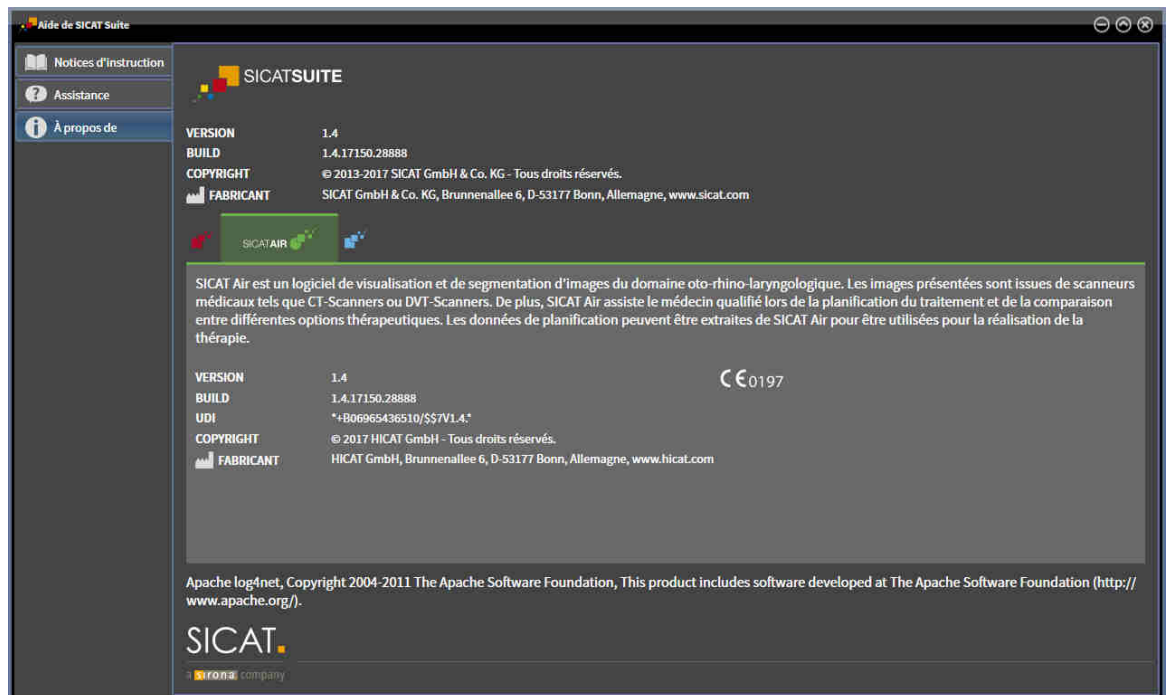 Aide de SICAT Suite
Notices d'instruction
Assistance
À propos de
SICATSUITE
VERSION 1.4
BUILD 1.4.17150.28888
COPYRIGHT © 2013-2017 SICAT GmbH & Co. KG - Tous droits réservés.
FABRICANT SICAT GmbH & Co. KG, Brunnenallee 6, D-53177 Bonn, Allemagne, www.sicat.com
SICATAIR
SICAT Air est un logiciel de visualisation et de segmentation d'images du domaine oto-rhino-laryngologique. Les images présentées sont issues de scanneurs
médicaux tels que CT-Scanners ou DVT-Scanners. De plus, SICAT Air assiste le médecin qualifié lors de la planification du traitement et de la comparaison
entre différentes options thérapeutiques. Les données de planification peuvent être extraites de SICAT Air pour être utilisées pour la réalisation de la
thérapie.
VERSION 1.4 CE0197
BUILD 1.4.17150.28888
UDI *+B06965436510/$$7V1.4.*
COPYRIGHT © 2017 HICAT GmbH - Tous droits réservés.
FABRICANT HICAT GmbH, Brunnenallee 6, D-53177 Bonn, Allemagne, www.hicat.com
Apache log4net, Copyright 2004-2011 The Apache Software Foundation, This product includes software developed at The Apache Software Foundation (http://
www.apache.org/).
SICAT.
a sirona company